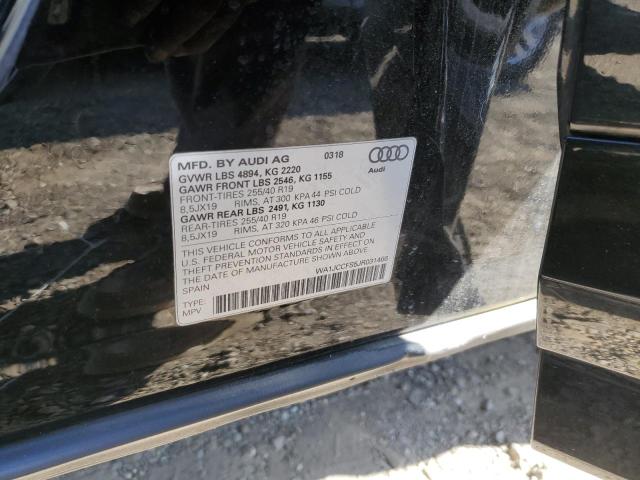 MFD. BY AUDI AG 0318
GVWR LBS 4894, KG 2220
GAWR FRONT LBS 2546, KG 1155
FRONT-TIRES 255/40 R19
8,5JX19 RIMS, AT 300 KPA 44 PSI COLD
GAWR REAR LBS 2491, KG 1130
REAR-TIRES 255/40 R19
8,5JX19 RIMS, AT 320 KPA 46 PSI COLD
THIS VEHICLE CONFORMS TO ALL APPLICABLE
U.S. FEDERAL MOTOR VEHICLE SAFETY AND
THEFT PREVENTION STANDARDS IN EFFECT ON
THE DATE OF MANUFACTURE SHOWN ABOVE
SPAIN
WA1JCCFS5JR031466
TYPE:
MPV
Audi